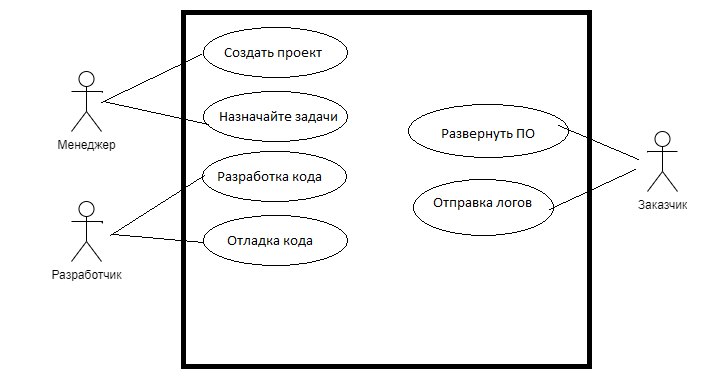 Создать проект
Назначайте задачи
Развернуть ПО
Менеджер
Разработка кода
Отправка логов
Заказчик
Отладка кода
Разработчик